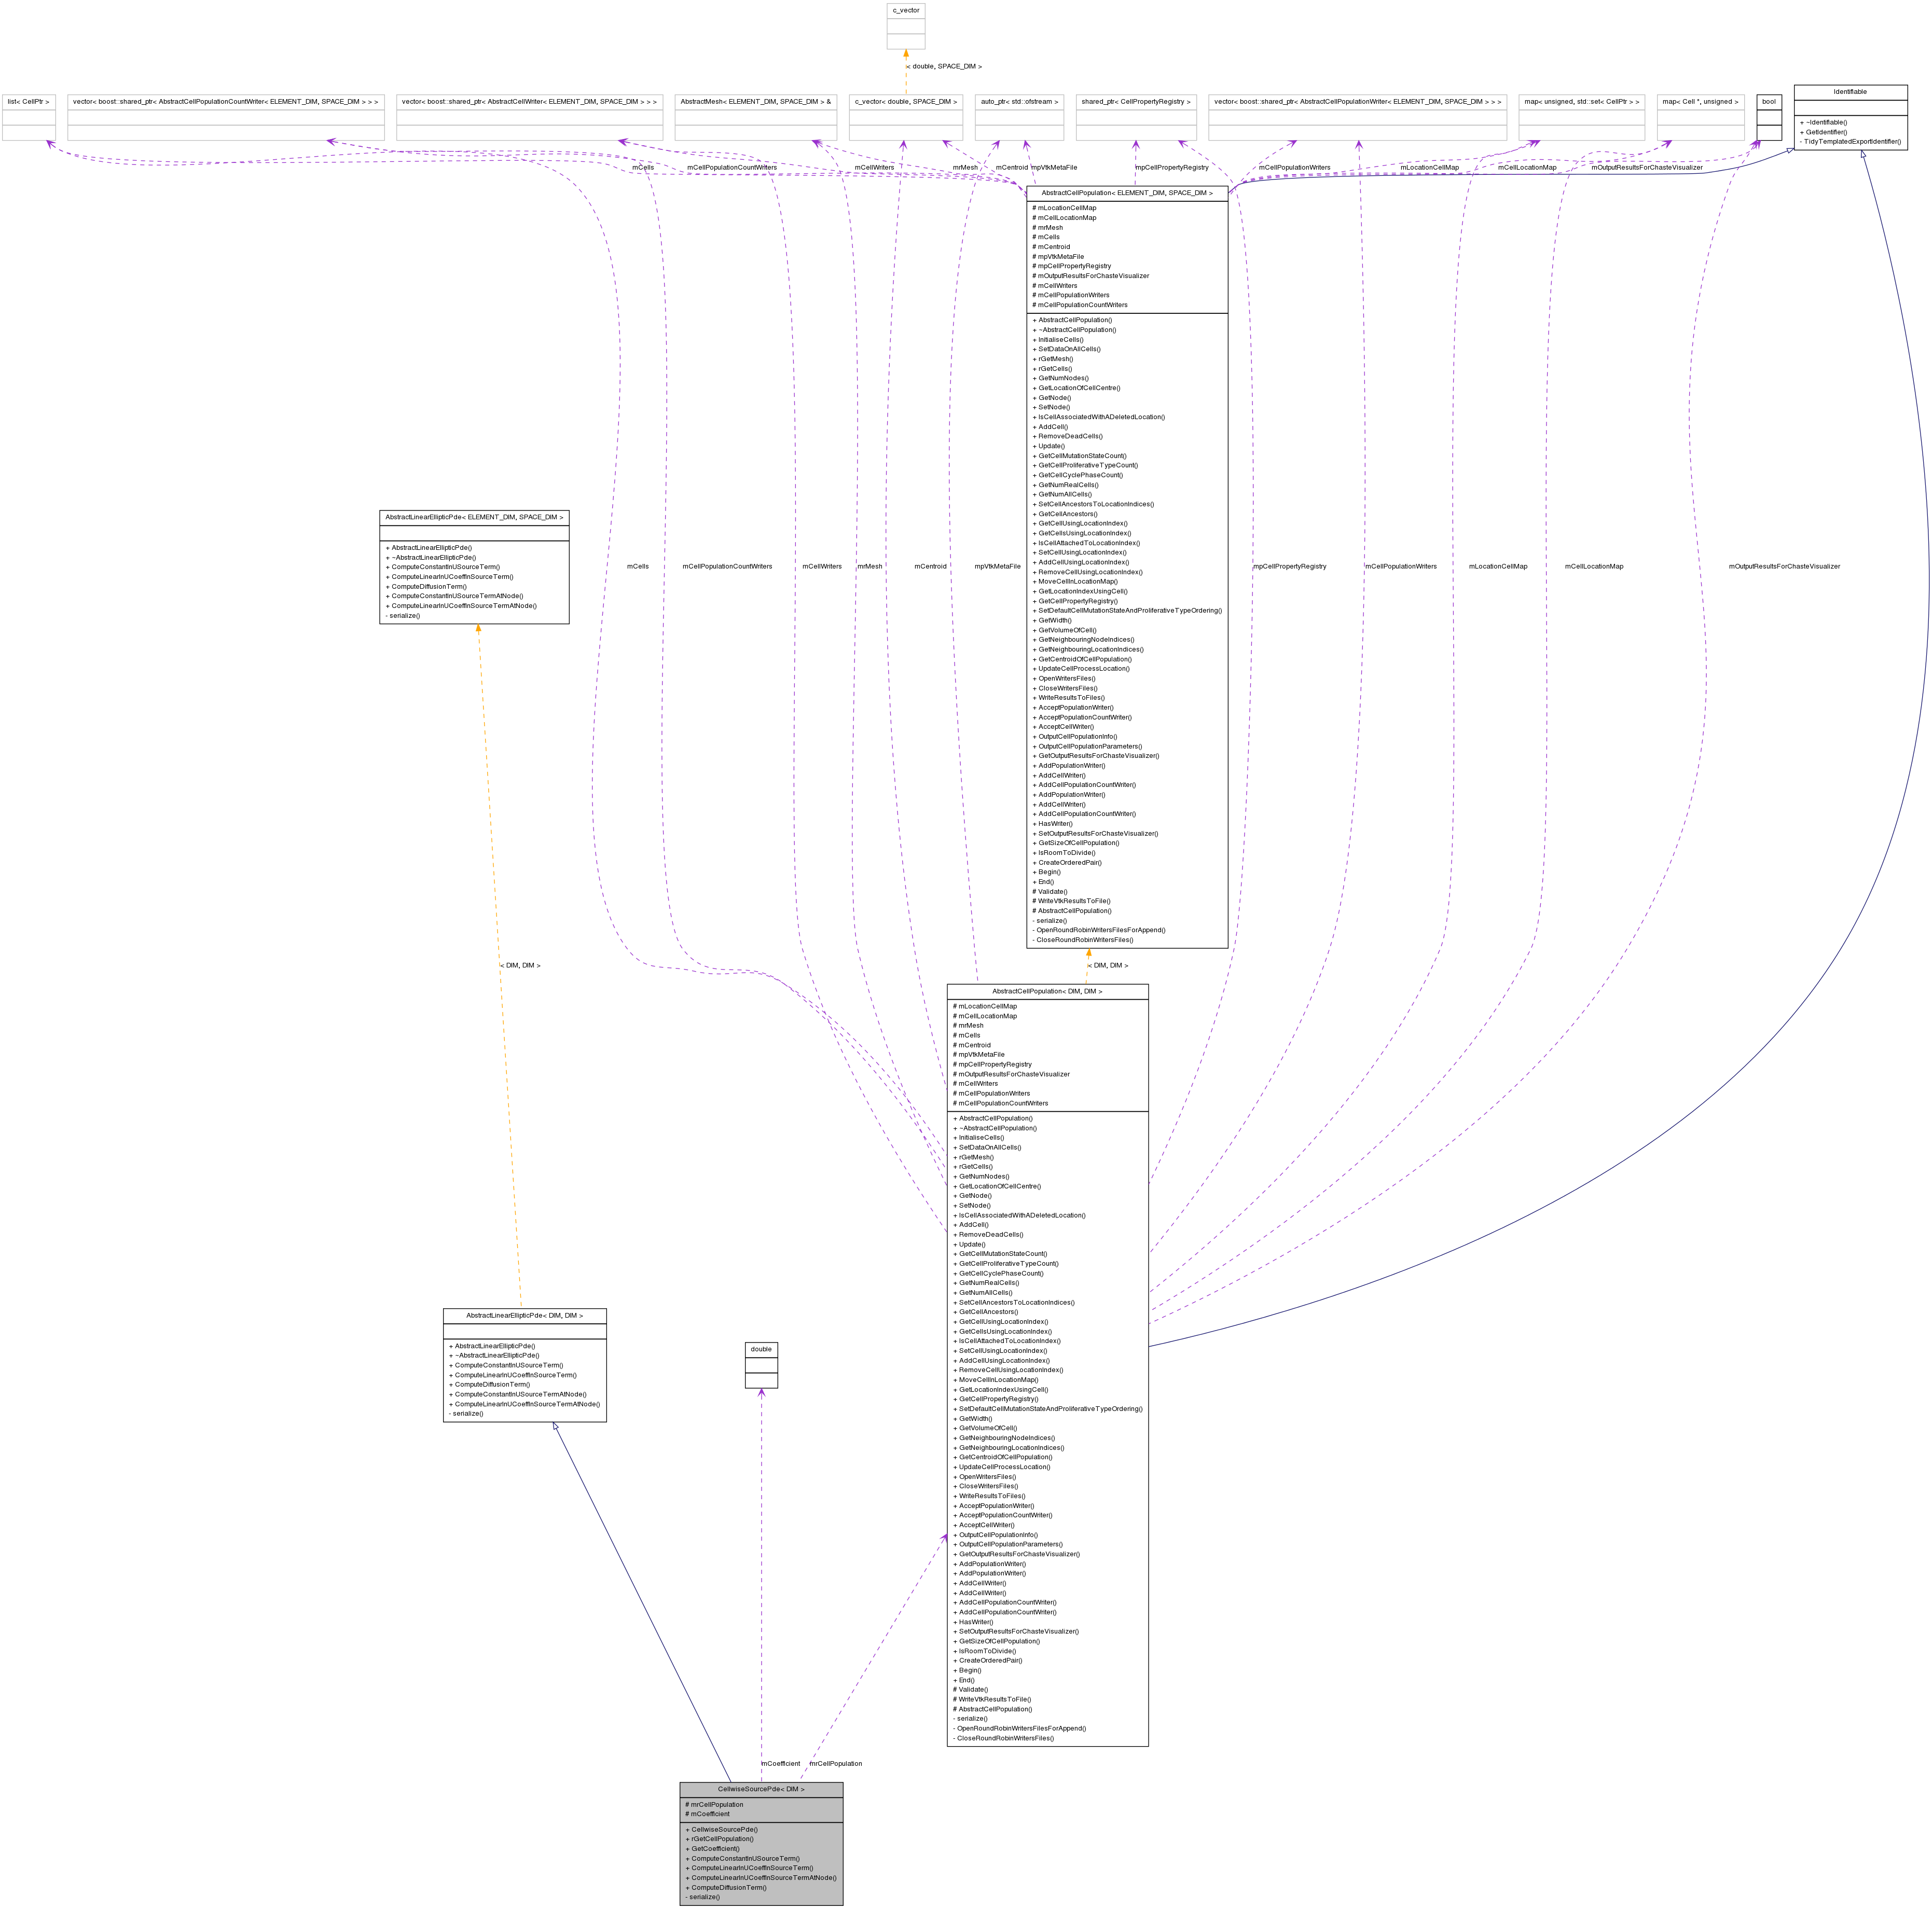 c_vector
< double, SPACE_DIM >
list< CellPtr >
vector< boost::shared_ptr< AbstractCellPopulationCountWriter< ELEMENT_DIM, SPACE_DIM > > >
vector< boost::shared_ptr< AbstractCellWriter< ELEMENT_DIM, SPACE_DIM > > >
AbstractMesh< ELEMENT_DIM, SPACE_DIM > &
c_vector< double, SPACE_DIM >
auto_ptr< std::ofstream >
shared_ptr< CellPropertyRegistry >
vector< boost::shared_ptr< AbstractCellPopulationWriter< ELEMENT_DIM, SPACE_DIM > > >
map< unsigned, std::set< CellPtr > >
map< Cell *, unsigned >
bool
Identifiable
+ ~Identifiable()
+ GetIdentifier()
- TidyTemplatedExportIdentifier()
mCells
mCellPopulationCountWriters
mCellWriters
mrMesh
mCentroid
mpVtkMetaFile
mpCellPropertyRegistry
mCellPopulationWriters
mLocationCellMap
mCellLocationMap
mOutputResultsForChasteVisualizer
AbstractCellPopulation< ELEMENT_DIM, SPACE_DIM >
# mLocationCellMap
# mCellLocationMap
# mrMesh
# mCells
# mCentroid
# mpVtkMetaFile
# mpCellPropertyRegistry
# mOutputResultsForChasteVisualizer
# mCellWriters
# mCellPopulationWriters
# mCellPopulationCountWriters
+ AbstractCellPopulation()
+ ~AbstractCellPopulation()
+ InitialiseCells()
+ SetDataOnAllCells()
+ rGetMesh()
+ rGetCells()
+ GetNumNodes()
+ GetLocationOfCellCentre()
+ GetNode()
+ SetNode()
+ IsCellAssociatedWithADeletedLocation()
+ AddCell()
+ RemoveDeadCells()
+ Update()
+ GetCellMutationStateCount()
+ GetCellProliferativeTypeCount()
+ GetCellCyclePhaseCount()
+ GetNumRealCells()
+ GetNumAllCells()
+ SetCellAncestorsToLocationIndices()
+ GetCellAncestors()
+ GetCellUsingLocationIndex()
+ GetCellsUsingLocationIndex()
+ IsCellAttachedToLocationIndex()
+ SetCellUsingLocationIndex()
+ AddCellUsingLocationIndex()
+ RemoveCellUsingLocationIndex()
+ MoveCellInLocationMap()
+ GetLocationIndexUsingCell()
+ GetCellPropertyRegistry()
+ SetDefaultCellMutationStateAndProliferativeTypeOrdering()
+ GetWidth()
+ GetVolumeOfCell()
+ GetNeighbouringNodeIndices()
+ GetNeighbouringLocationIndices()
+ GetCentroidOfCellPopulation()
+ UpdateCellProcessLocation()
+ OpenWritersFiles()
+ CloseWritersFiles()
+ WriteResultsToFiles()
+ AcceptPopulationWriter()
+ AcceptPopulationCountWriter()
+ AcceptCellWriter()
+ OutputCellPopulationInfo()
+ OutputCellPopulationParameters()
+ GetOutputResultsForChasteVisualizer()
+ AddPopulationWriter()
+ AddCellWriter()
+ AddCellPopulationCountWriter()
+ AddPopulationWriter()
+ AddCellWriter()
+ AddCellPopulationCountWriter()
+ HasWriter()
+ SetOutputResultsForChasteVisualizer()
+ GetSizeOfCellPopulation()
+ IsRoomToDivide()
+ CreateOrderedPair()
+ Begin()
+ End()
# Validate()
# WriteVtkResultsToFile()
# AbstractCellPopulation()
- serialize()
- OpenRoundRobinWritersFilesForAppend()
- CloseRoundRobinWritersFiles()
AbstractLinearEllipticPde< ELEMENT_DIM, SPACE_DIM >
+ AbstractLinearEllipticPde()
+ ~AbstractLinearEllipticPde()
+ ComputeConstantInUSourceTerm()
+ ComputeLinearInUCoeffInSourceTerm()
+ ComputeDiffusionTerm()
+ ComputeConstantInUSourceTermAtNode()
+ ComputeLinearInUCoeffInSourceTermAtNode()
- serialize()
mCells
mCellPopulationCountWriters
mCellWriters
mrMesh
mCentroid
mpVtkMetaFile
mpCellPropertyRegistry
mCellPopulationWriters
mLocationCellMap
mCellLocationMap
mOutputResultsForChasteVisualizer
< DIM, DIM >
< DIM, DIM >
AbstractCellPopulation< DIM, DIM >
# mLocationCellMap
# mCellLocationMap
# mrMesh
# mCells
# mCentroid
# mpVtkMetaFile
# mpCellPropertyRegistry
# mOutputResultsForChasteVisualizer
# mCellWriters
# mCellPopulationWriters
# mCellPopulationCountWriters
+ AbstractCellPopulation()
+ ~AbstractCellPopulation()
+ InitialiseCells()
+ SetDataOnAllCells()
+ rGetMesh()
+ rGetCells()
+ GetNumNodes()
+ GetLocationOfCellCentre()
+ GetNode()
+ SetNode()
+ IsCellAssociatedWithADeletedLocation()
+ AddCell()
+ RemoveDeadCells()
+ Update()
+ GetCellMutationStateCount()
+ GetCellProliferativeTypeCount()
+ GetCellCyclePhaseCount()
+ GetNumRealCells()
+ GetNumAllCells()
+ SetCellAncestorsToLocationIndices()
+ GetCellAncestors()
+ GetCellUsingLocationIndex()
+ GetCellsUsingLocationIndex()
+ IsCellAttachedToLocationIndex()
+ SetCellUsingLocationIndex()
+ AddCellUsingLocationIndex()
+ RemoveCellUsingLocationIndex()
+ MoveCellInLocationMap()
+ GetLocationIndexUsingCell()
+ GetCellPropertyRegistry()
+ SetDefaultCellMutationStateAndProliferativeTypeOrdering()
+ GetWidth()
+ GetVolumeOfCell()
+ GetNeighbouringNodeIndices()
+ GetNeighbouringLocationIndices()
+ GetCentroidOfCellPopulation()
+ UpdateCellProcessLocation()
+ OpenWritersFiles()
+ CloseWritersFiles()
+ WriteResultsToFiles()
+ AcceptPopulationWriter()
+ AcceptPopulationCountWriter()
+ AcceptCellWriter()
+ OutputCellPopulationInfo()
+ OutputCellPopulationParameters()
+ GetOutputResultsForChasteVisualizer()
+ AddPopulationWriter()
+ AddPopulationWriter()
+ AddCellWriter()
+ AddCellWriter()
+ AddCellPopulationCountWriter()
+ AddCellPopulationCountWriter()
+ HasWriter()
+ SetOutputResultsForChasteVisualizer()
+ GetSizeOfCellPopulation()
+ IsRoomToDivide()
+ CreateOrderedPair()
+ Begin()
+ End()
# Validate()
# WriteVtkResultsToFile()
# AbstractCellPopulation()
- serialize()
- OpenRoundRobinWritersFilesForAppend()
- CloseRoundRobinWritersFiles()
AbstractLinearEllipticPde< DIM, DIM >
+ AbstractLinearEllipticPde()
+ ~AbstractLinearEllipticPde()
+ ComputeConstantInUSourceTerm()
+ ComputeLinearInUCoeffInSourceTerm()
+ ComputeDiffusionTerm()
+ ComputeConstantInUSourceTermAtNode()
+ ComputeLinearInUCoeffInSourceTermAtNode()
- serialize()
double
mCoefficient
mrCellPopulation
CellwiseSourcePde< DIM >
# mrCellPopulation
# mCoefficient
+ CellwiseSourcePde()
+ rGetCellPopulation()
+ GetCoefficient()
+ ComputeConstantInUSourceTerm()
+ ComputeLinearInUCoeffInSourceTerm()
+ ComputeLinearInUCoeffInSourceTermAtNode()
+ ComputeDiffusionTerm()
- serialize()